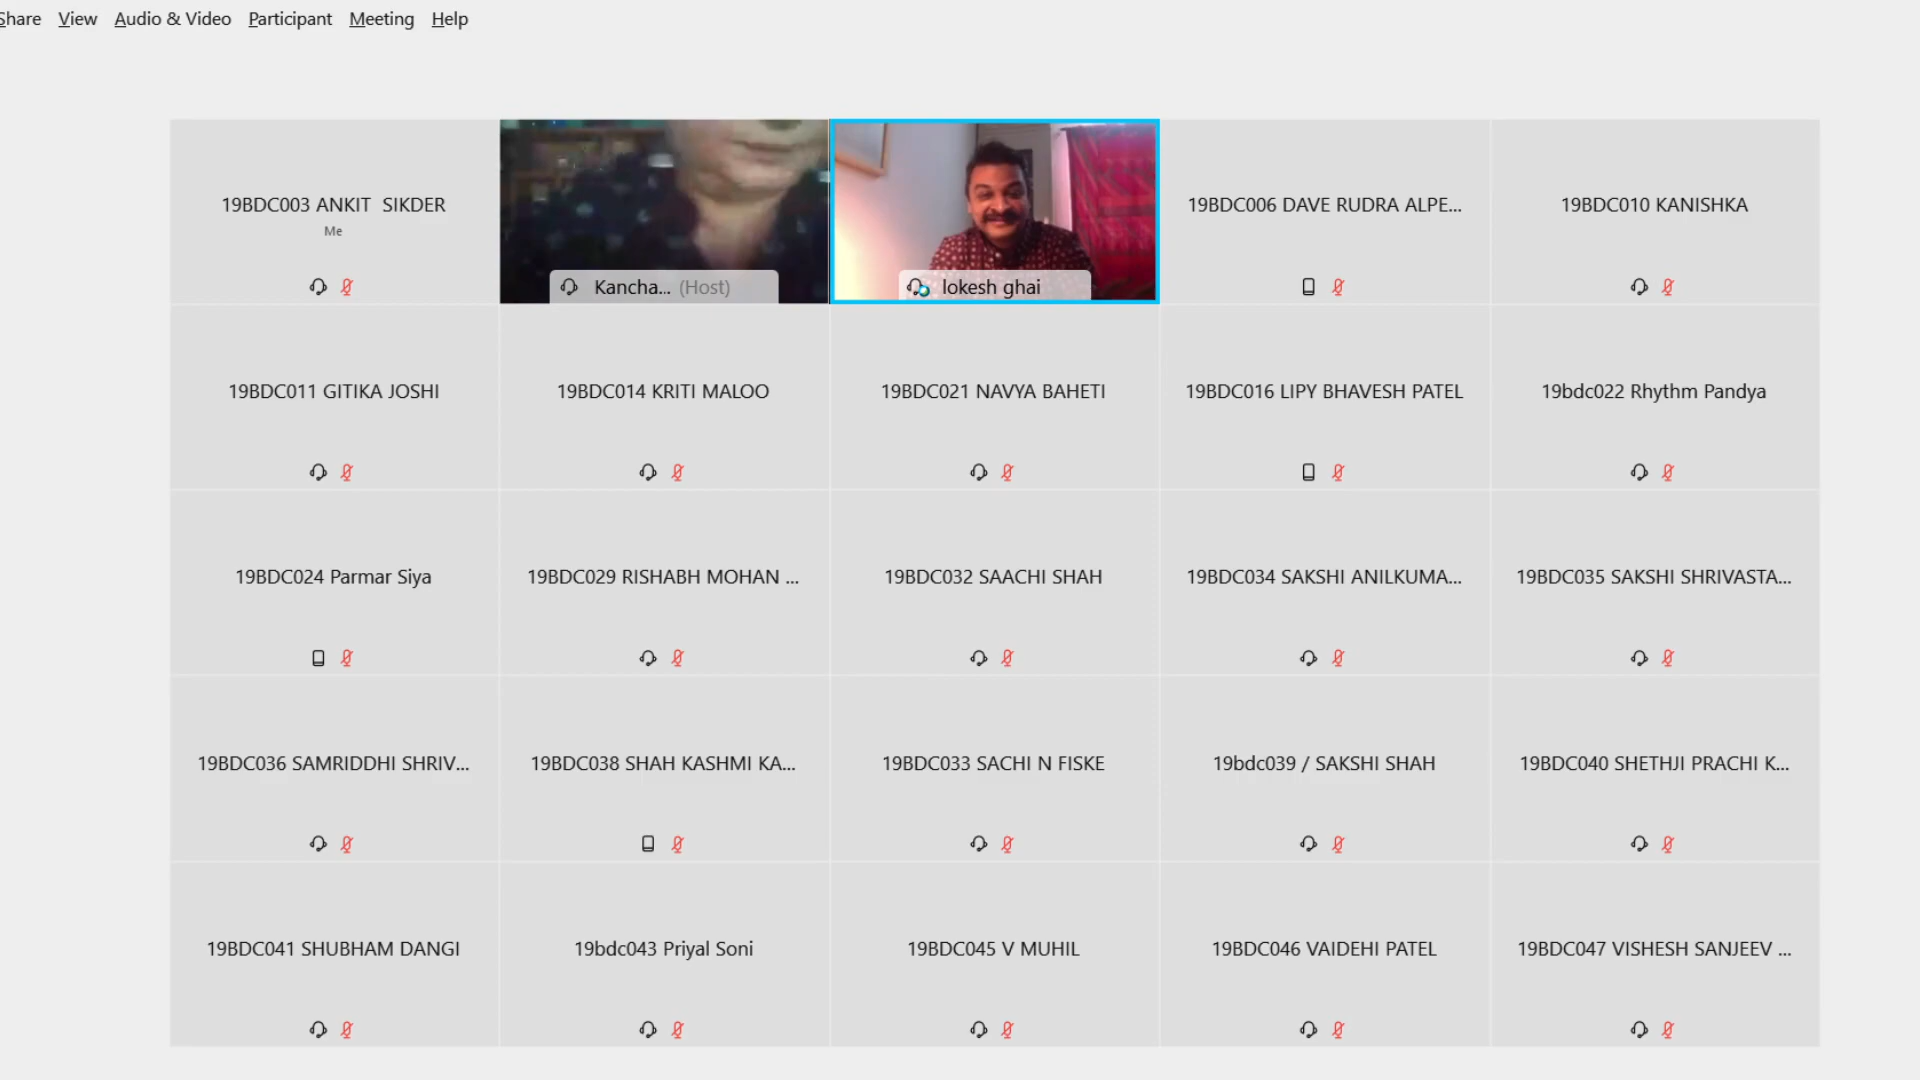 Share View Audio & Video Participant Meeting Help
19BDC003 ANKIT SIKDER
Me
Kancha... (Host)
lokesh ghai
19BDC006 DAVE RUDRA ALPE...
19BDC010 KANISHKA
19BDC011 GITIKA JOSHI
19BDC014 KRITI MALOO
19BDC021 NAVYA BAHETI
19BDC016 LIPY BHAVESH PATEL
19bdc022 Rhythm Pandya
19BDC024 Parmar Siya
19BDC029 RISHABH MOHAN ...
19BDC032 SAACHI SHAH
19BDC034 SAKSHI ANILKUMA...
19BDC035 SAKSHI SHRIVASTA...
19BDC036 SAMRIDDHI SHRIV...
19BDC038 SHAH KASHMI KA...
19BDC033 SACHI N FISKE
19bdc039 / SAKSHI SHAH
19BDC040 SHETHJI PRACHI K...
19BDC041 SHUBHAM DANGI
19bdc043 Priyal Soni
19BDC045 V MUHIL
19BDC046 VAIDEHI PATEL
19BDC047 VISHESH SANJEEV ...